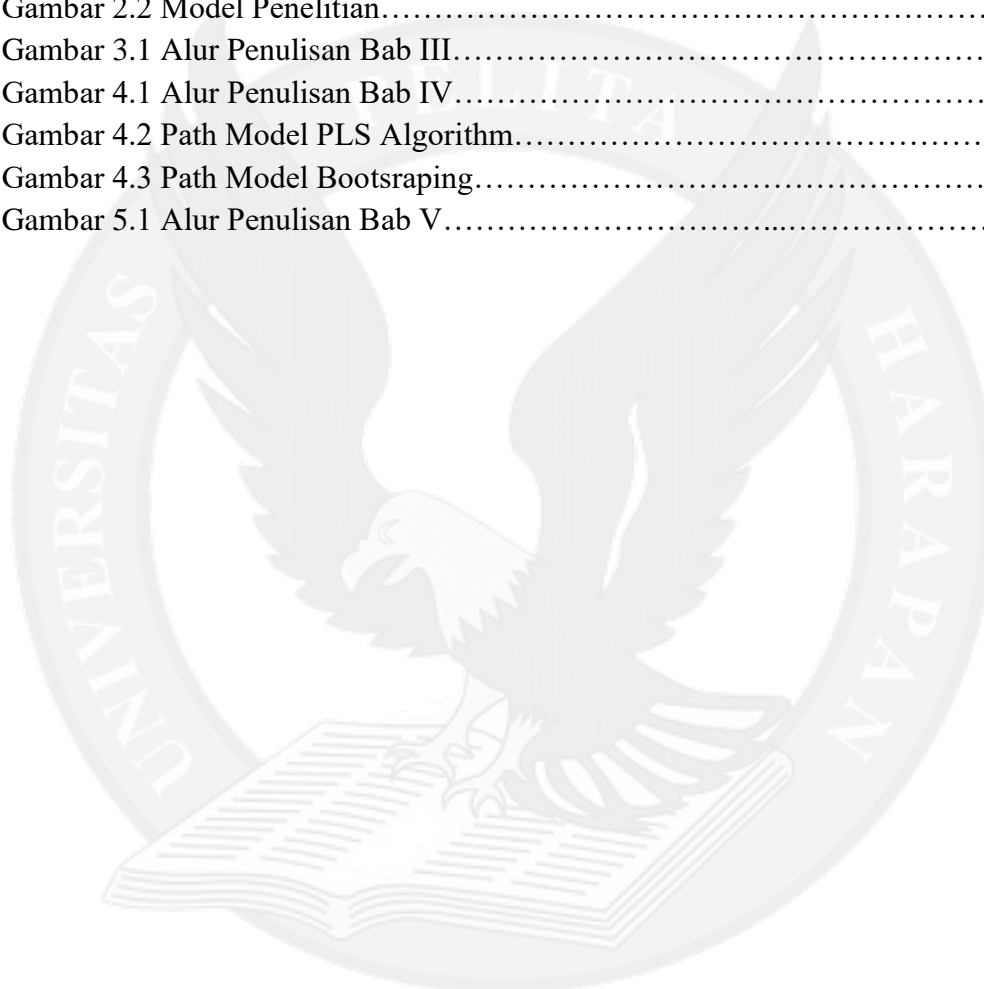 Gambar 2.2 Model Penelitian……………………………………………………
Gambar 3.1 Alur Penulisan Bab III………………………………………………
Gambar 4.1 Alur Penulisan Bab IV………………………………………………
Gambar 4.2 Path Model PLS Algorithm…………………………………………
Gambar 4.3 Path Model Bootsraping……………………………………………
Gambar 5.1 Alur Penulisan Bab V…………………………...…………………
UNIVERSITAS PELITA HARAPAN